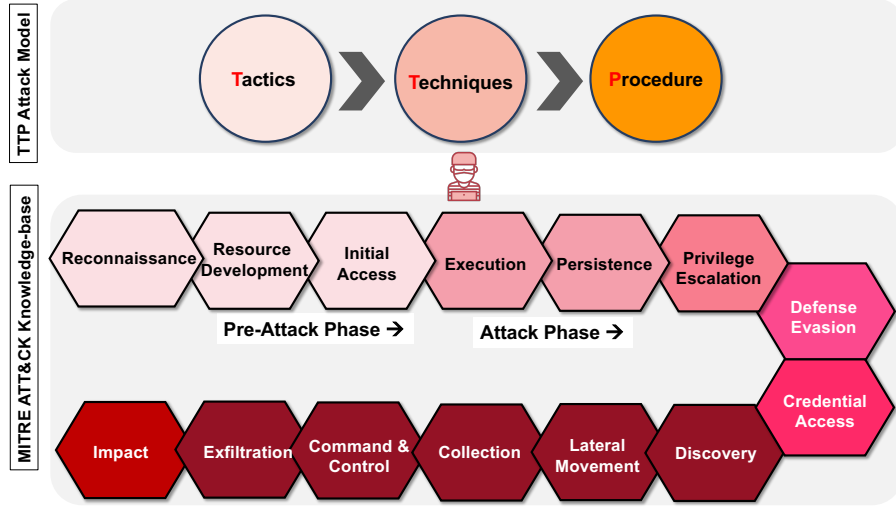 TTP Attack Model
Tactics
Techniques
Procedure
MITRE ATT&CK Knowledge-base
Reconnaissance
Resource
Development
Initial
Access
Execution
Persistence
Privilege
Escalation
Defense
Evasion
Pre-Attack Phase →
Attack Phase →
Credential
Access
Impact
Exfiltration
Command &
Control
Collection
Lateral
Movement
Discovery